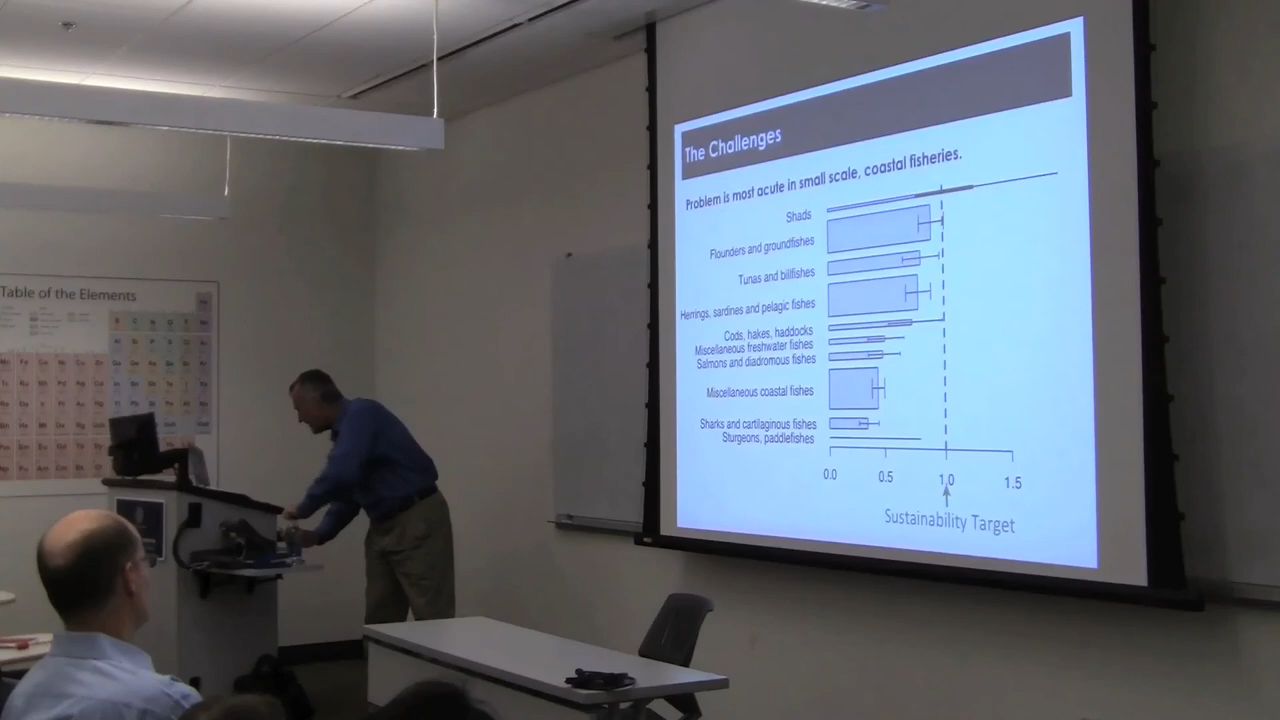 The Challenges
Problem is most acute in small scale, coastal fisheries.
Shads
Flounders and groundfishes
Tunas and billfishes
Herrings, sardines and pelagic fishes
Cods, hakes, haddocks
Miscellaneous freshwater fishes
Salmons and diadromous fishes
Miscellaneous coastal fishes
Sharks and cartilaginous fishes
Sturgeons, paddlefishes
0.0 0.5 1.0 1.5
Sustainability Target
Table of the Elements